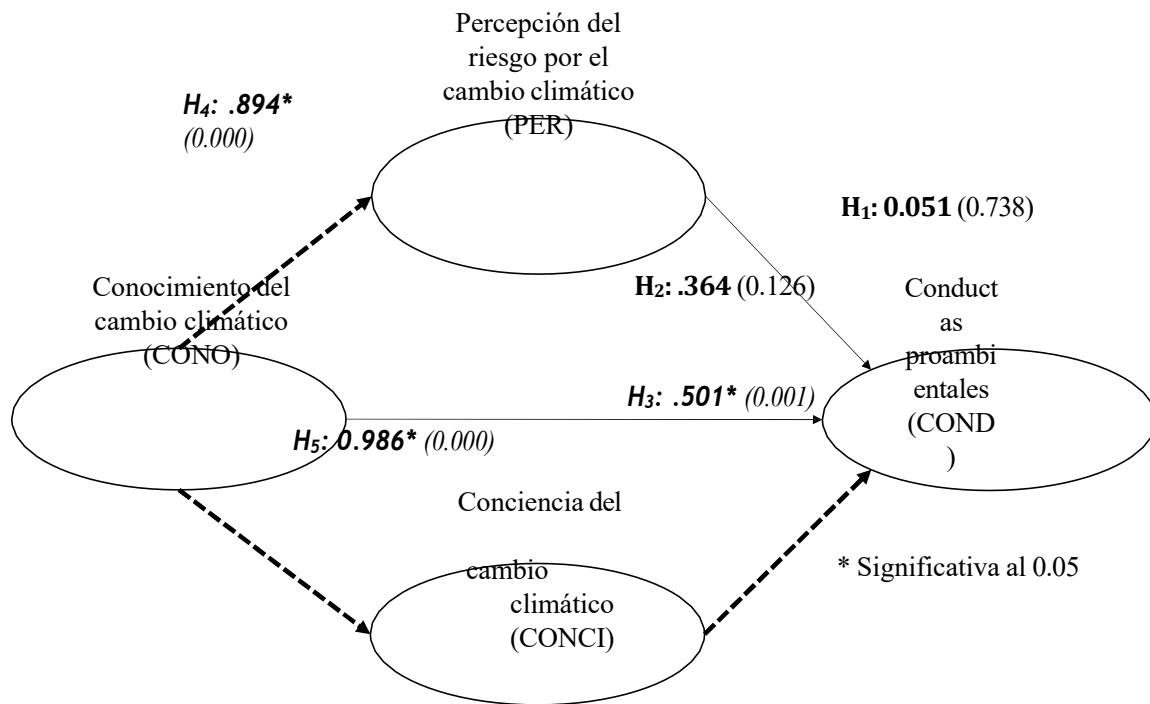 Percepción del
riesgo por el
cambio climático
(PER)
H4: .894*
(0.000)
H1: 0.051 (0.738)
H2: .364 (0.126)
Conocimiento del
cambio climático
(CONO)
Conduct
as
proambi
entales
(COND
)
H3: .501* (0.001)
H5: 0.986* (0.000)
Conciencia del
cambio
climático
(CONCI)
* Significativa al 0.05